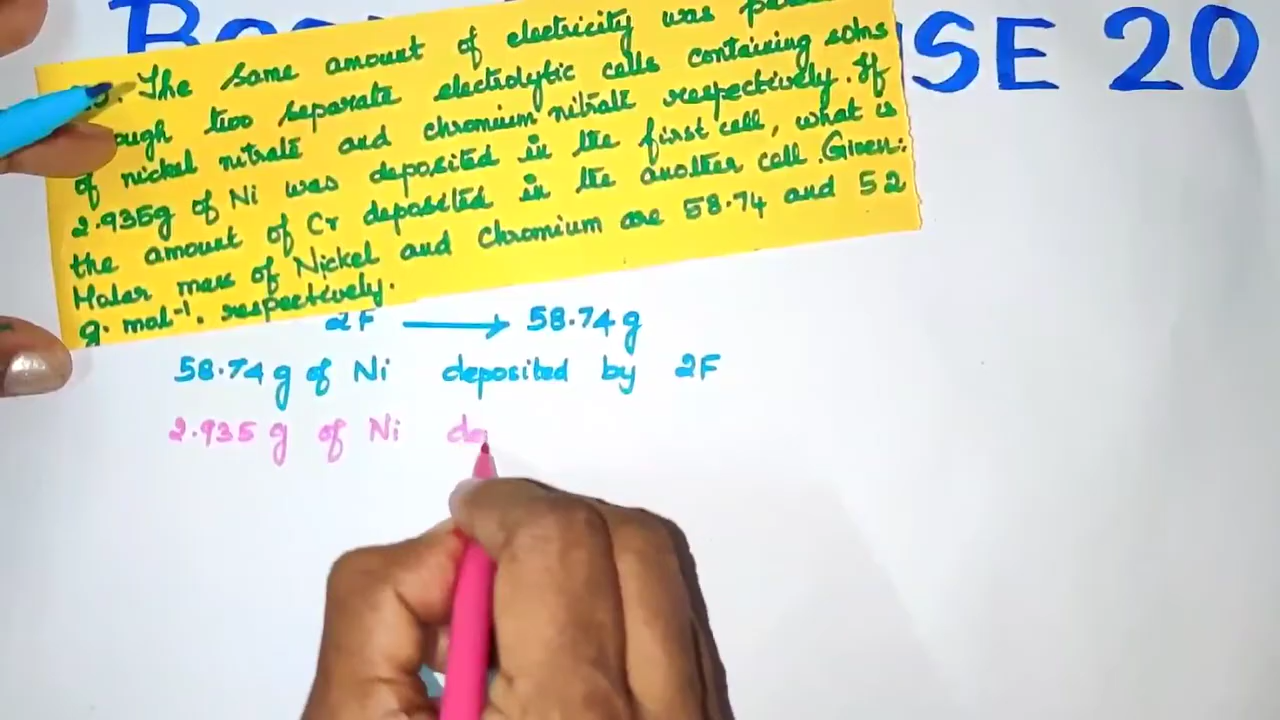 SE 20
The same amount of electricity was
ough two separate electrolytic cells containing solns
of nickel nitrate and chromium nitrate respectively. If
2.935g of Ni was deposited in the first cell, what is
the amount of Cr deposited in the another cell. Given:
Molar mass of Nickel and chromium are 58.74 and 52
g. mol⁻¹. respectively.
2F → 58.74 g
58.74 g of Ni deposited by 2F
2.935 g of Ni de